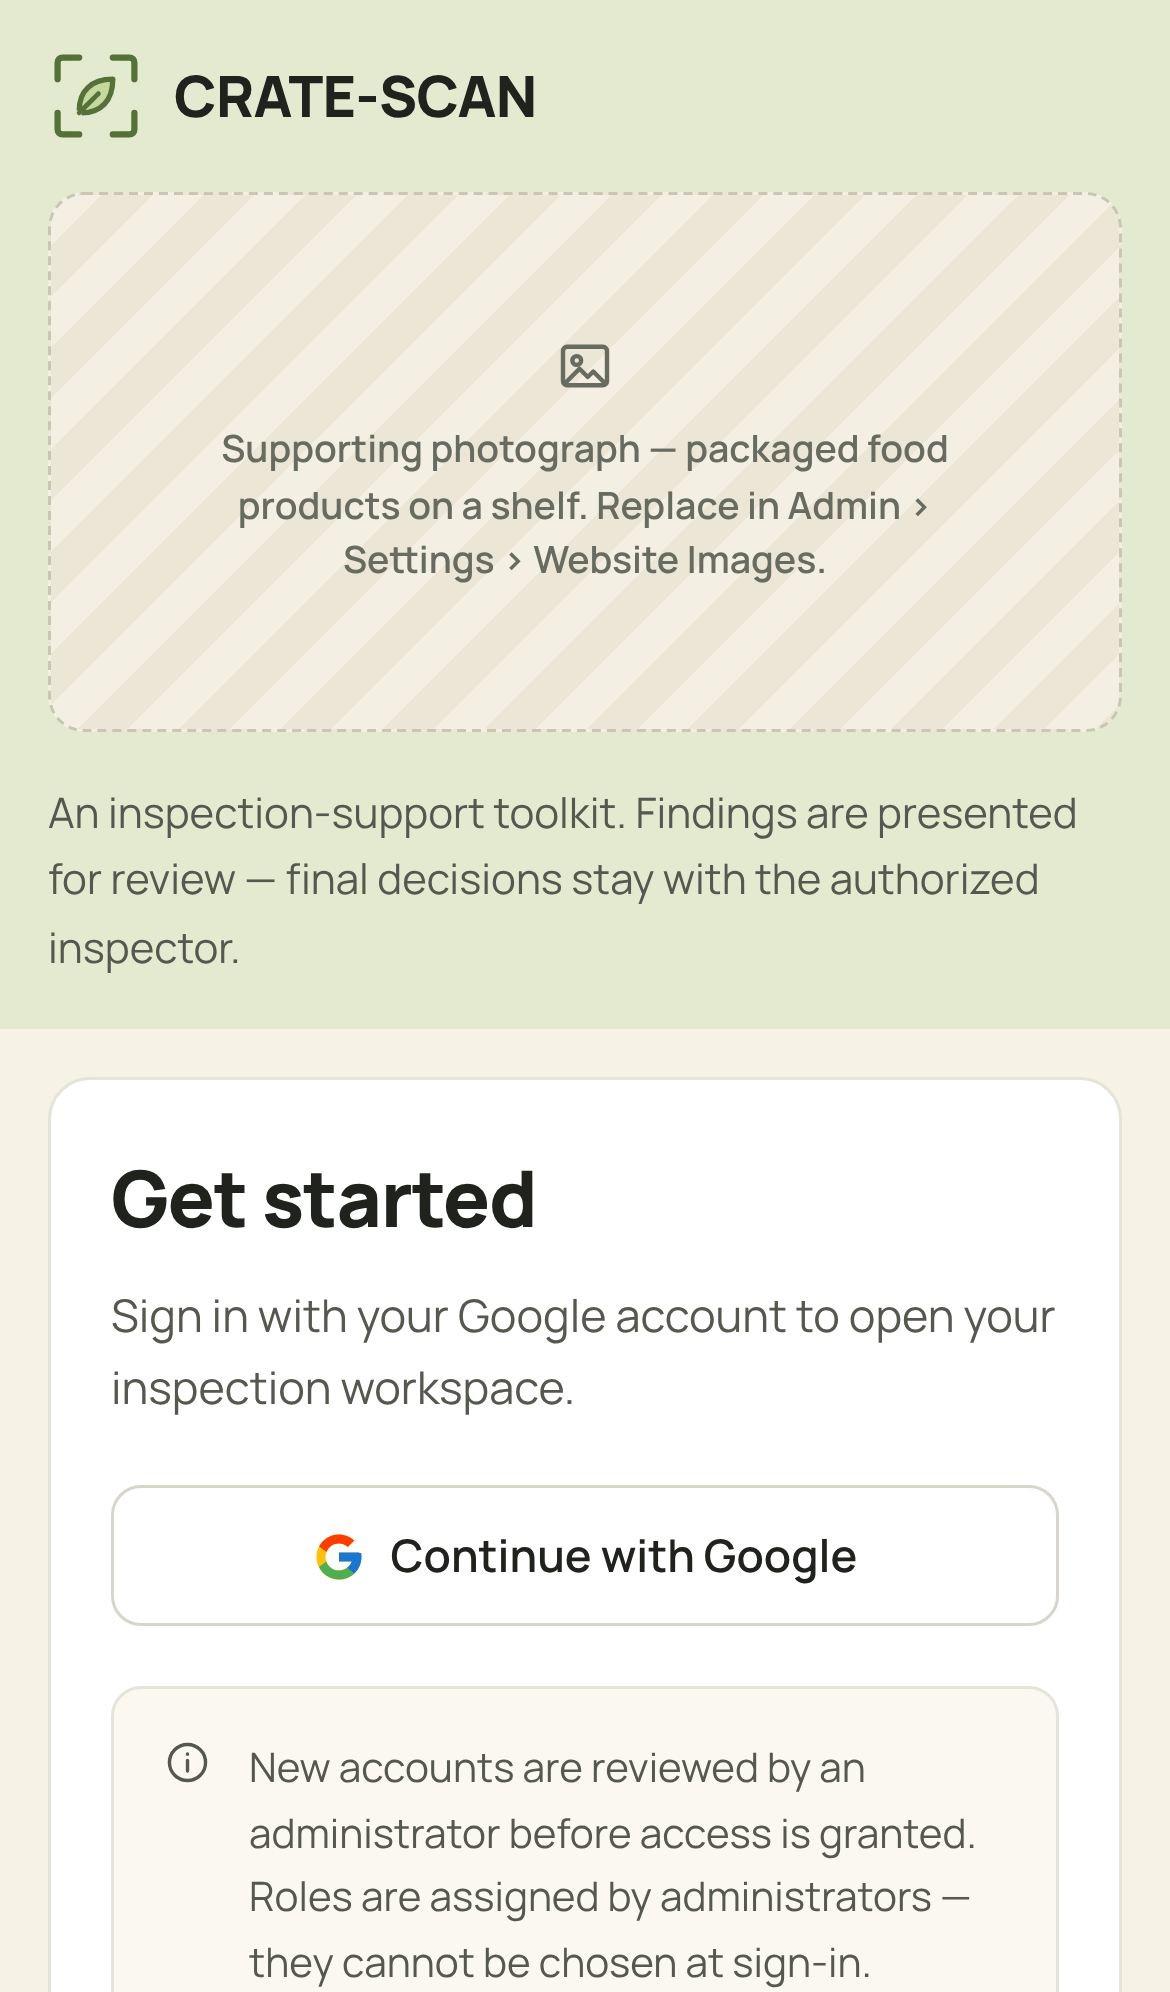 CRATE-SCAN
Supporting photograph — packaged food
products on a shelf. Replace in Admin >
Settings > Website Images.
An inspection-support toolkit. Findings are presented
for review — final decisions stay with the authorized
inspector.
Get started
Sign in with your Google account to open your
inspection workspace.
Continue with Google
New accounts are reviewed by an
administrator before access is granted.
Roles are assigned by administrators —
they cannot be chosen at sign-in.